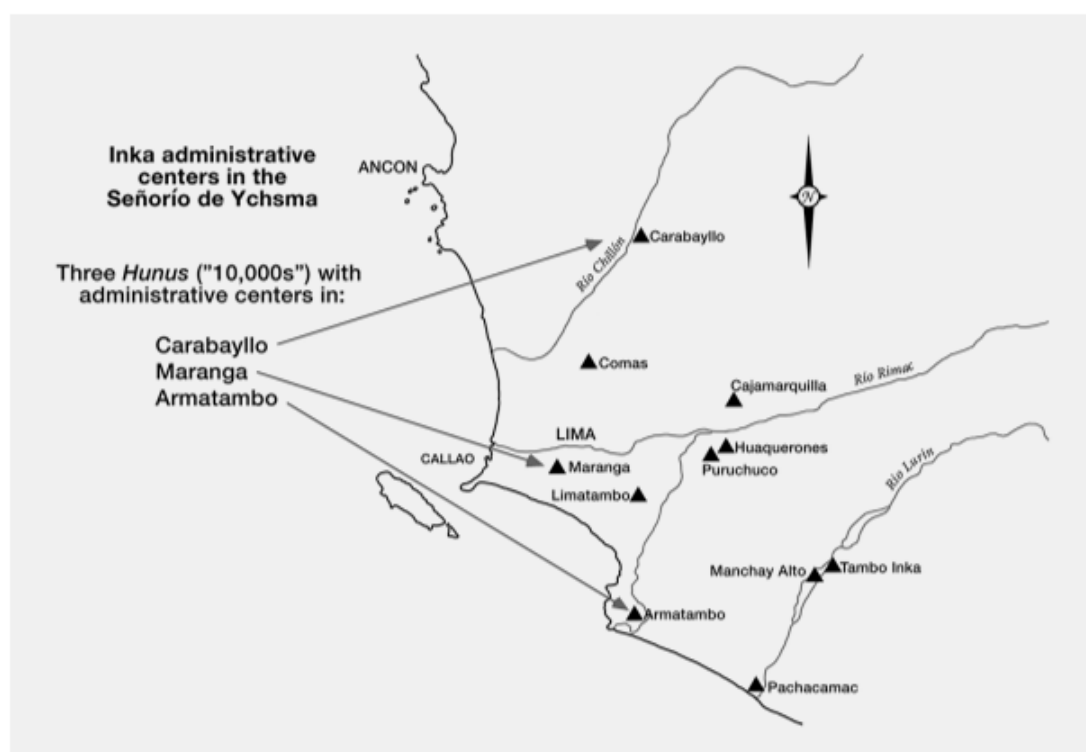 Inka administrative
centers in the
Señorío de Ychsma
ANCON
Three Hunus ("10,000s") with
administrative centers in:
Carabayllo
Maranga
Armatambo
Carabayllo
Río Chillón
Comas
Cajamarquilla
Río Rimac
LIMA
Huaquerones
CALLAO
Maranga
Puruchuco
Limatambo
Río Lurin
Manchay Alto
Tambo Inka
Armatambo
Pachacamac
N